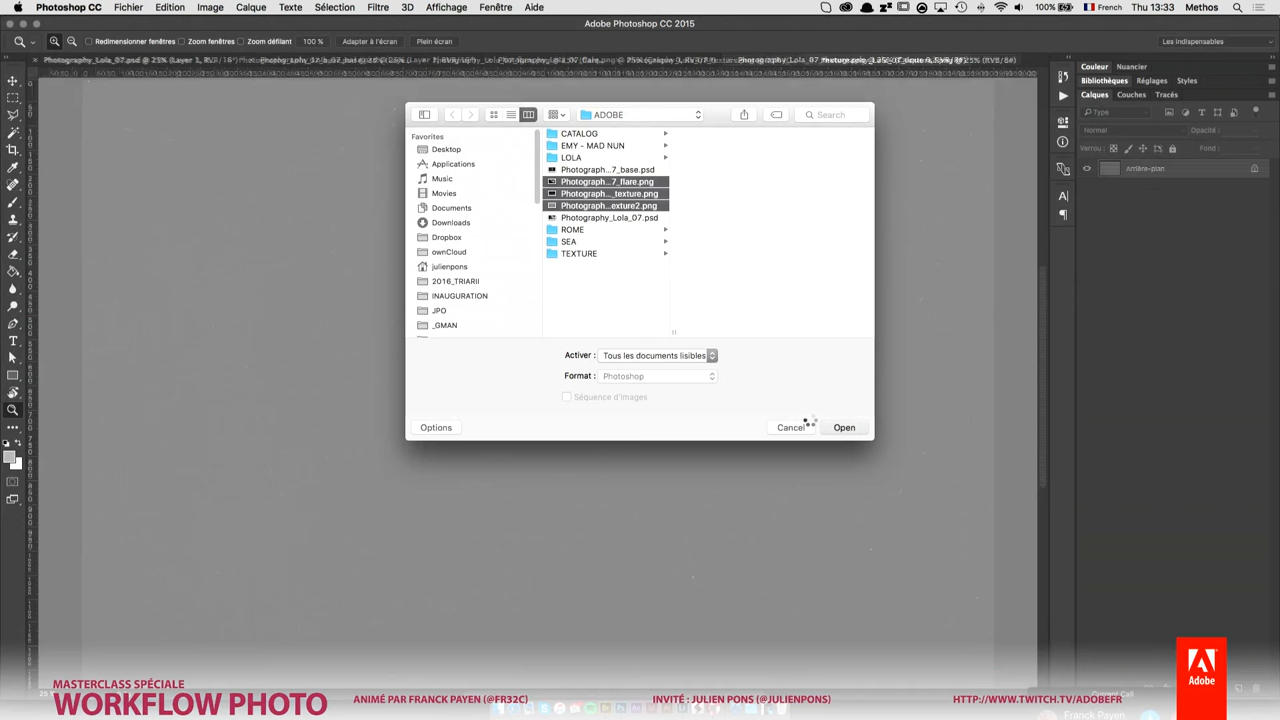 Photoshop CC Fichier Edition Image Calque Texte Sélection Filtre 3D Affichage Fenêtre Aide 100% French Thu 13:33 Methos
Adobe Photoshop CC 2015
Redimensionner fenêtres Zoom fenêtres Zoom défilant 100 % Adapter à l'écran Plein écran Les indispensables
Couleur Nuancier
Bibliothèques Réglages Styles
Calques Couches Tracés
Type
Normal Opacité :
Verrou : Fond :
Arrière-plan
ADOBE
Search
Favorites
Desktop
Applications
Music
Movies
Documents
Downloads
Dropbox
ownCloud
julienpons
2016_TRIARII
INAUGURATION
JPO
_GMAN
CATALOG
EMY - MAD NUN
LOLA
Photograph...7_base.psd
Photograph...7_flare.png
Photograph..._texture.png
Photograph...exture2.png
Photography_Lola_07.psd
ROME
SEA
TEXTURE
Activer : Tous les documents lisibles
Format : Photoshop
Séquence d'images
Options Cancel Open
MASTERCLASS SPÉCIALE
WORKFLOW PHOTO
ANIMÉ PAR FRANCK PAYEN (@FR32C) INVITÉ : JULIEN PONS (@JULIENPONS) HTTP://WWW.TWITCH.TV/ADOBEFR
Adobe
Current Call
Franck Payen